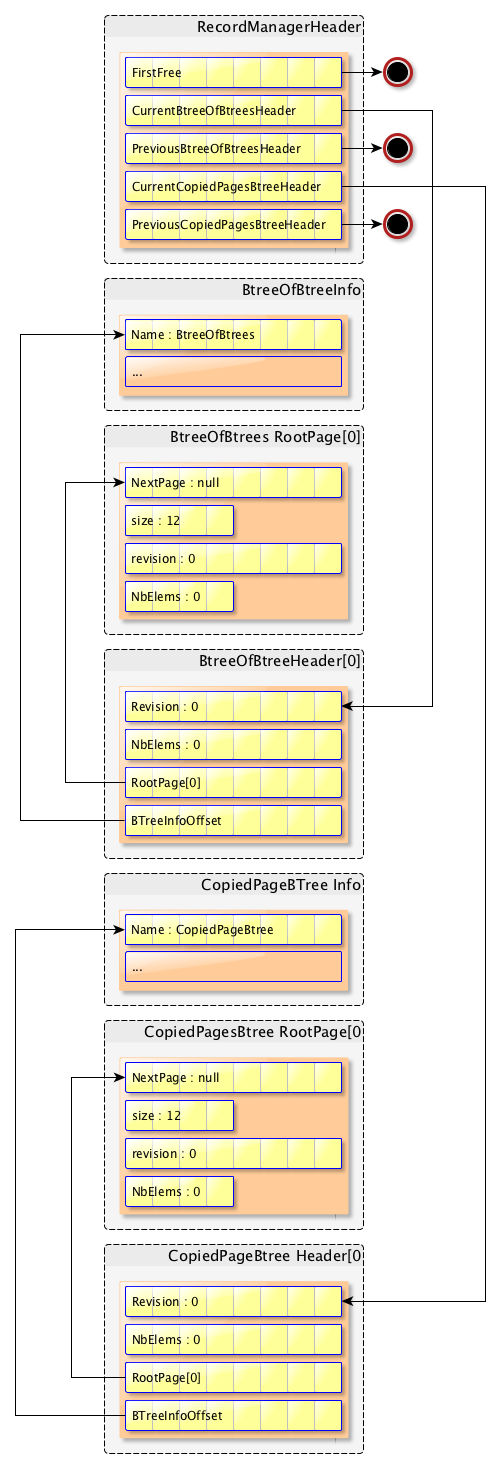 RecordManagerHeader
FirstFree
CurrentBtreeOfBtreesHeader
PreviousBtreeOfBtreesHeader
CurrentCopiedPagesBtreeHeader
PreviousCopiedPagesBtreeHeader
BtreeOfBtreeInfo
Name : BtreeOfBtrees
...
BtreeOfBtrees RootPage[0]
NextPage : null
size : 12
revision : 0
NbElems : 0
BtreeOfBtreeHeader[0]
Revision : 0
NbElems : 0
RootPage[0]
BTreeInfoOffset
CopiedPageBTree Info
Name : CopiedPageBtree
...
CopiedPagesBtree RootPage[0
NextPage : null
size : 12
revision : 0
NbElems : 0
CopiedPageBtree Header[0
Revision : 0
NbElems : 0
RootPage[0]
BTreeInfoOffset